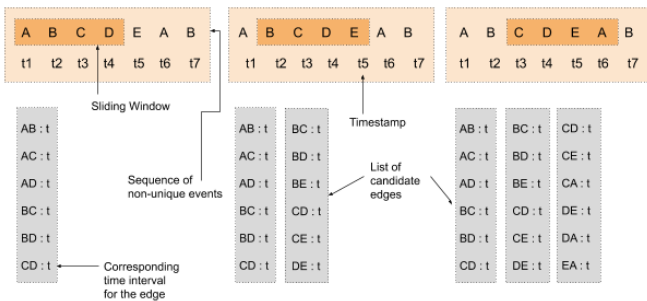 A B C D E A B
t1 t2 t3 t4 t5 t6 t7
A B C D E A B
t1 t2 t3 t4 t5 t6 t7
A B C D E A B
t1 t2 t3 t4 t5 t6 t7
Sliding Window
Timestamp
Sequence of
non-unique events
List of
candidate
edges
Corresponding
time interval
for the edge
AB : t
AC : t
AD : t
BC : t
BD : t
CD : t
AB : t
AC : t
AD : t
BC : t
BD : t
CD : t
BC : t
BD : t
BE : t
CD : t
CE : t
DE : t
AB : t
AC : t
AD : t
BC : t
BD : t
CD : t
BC : t
BD : t
BE : t
CD : t
CE : t
DE : t
CD : t
CE : t
CA : t
DE : t
DA : t
EA : t